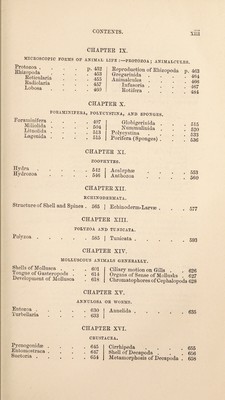 CONTENTS. xiii
CHAPTER IX.
MICROSCOPIC FORMS OF ANIMAL LIFE:—PROTOZOA; ANIMALCULES.
Protozoa . . . . . p. 452 Reproduction of Rhizopoda p. 463
Rhizopoda . . . . 453 Gregarinida . . . . 464
Reticularia . . . 455 Animalcules . . . . 466
Radiolaria . . . 457 Infusoria . . . . 467
Lobosa . . . . 460 Rotifera . . . . 484
CHAPTER X.
FORAMINIFERA, POLYCYSTINA, AND SPONGES.
Foraminifera . . . 497 Globigerinida . . . 515
Miliolida . . . . 504 Nummulinida . . . 520
Lituolida . . . . 512 Polycystina . . . . 533
Lagenida . . . . 515 Porifera (Sponges) . . 536
CHAPTER XI.
ZOOPHYTES.
Hydra . . . . . 542 Acalephæ . . . . 553
Hydrozoa . . . . 546 Anthozoa . . . . 560
CHAPTER XII.
ECHINODERMATA.
Structure of Shell and Spines . 565 Echinoderm-Larvæ . . . 577
CHAPTER XIII.
POLYZOA AND TUNICATA.
Polyzoa . . . . . 585 Tunicata . . . . . 593
CHAPTER XIV.
MOLLUSCOUS ANIMALS GENERALLY.
Shells of Mollusca . . . 601 Ciliary motion on Gills . . 626
Tongue of Gasteropods . . 614 Organs of Sense of Mollusks . 627
Development of Mollusca . 618 Chromatophores of Cephalopods 628
CHAPTER XV.
ANNULOSA OR WORMS.
Entozoa . . . . . 630 Annelida . . . . . 635
Turbellaria . . . . 633
CHAPTER XVI.
CRUSTACEA.
Pycnogonidæ . . . . 645 Cirrhipeda . . . . 655
Entomostraca . . . . 647 Shell of Decapoda . . . 656
Suctoria . . . . . 654 Metamorphosis of Decapoda . 658